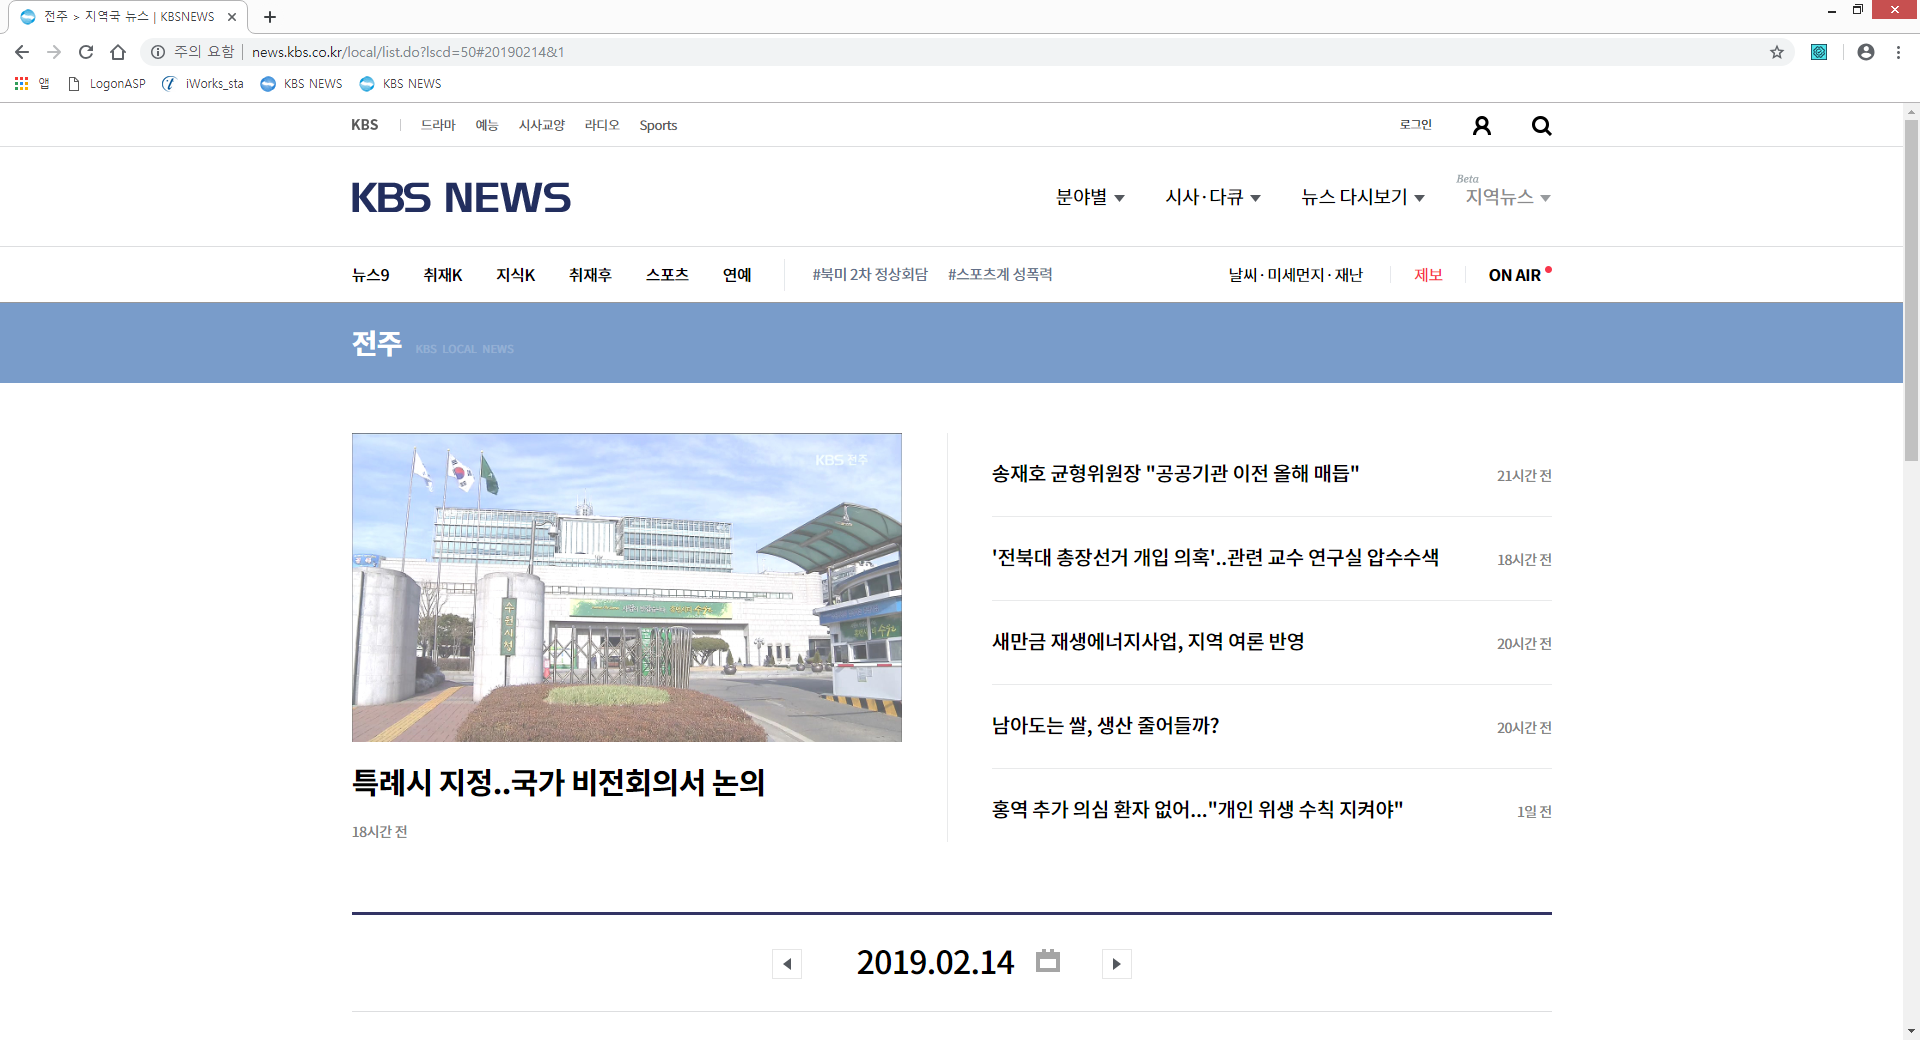 전주 > 지역국 뉴스 | KBSNEWS
주의 요함 | news.kbs.co.kr/local/list.do?lscd=50#20190214&1
앱 LogonASP iWorks_sta KBS NEWS KBS NEWS
KBS 드라마 예능 시사교양 라디오 Sports 로그인
KBS NEWS
분야별 시사·다큐 뉴스 다시보기 Beta 지역뉴스
뉴스9 취재K 지식K 취재후 스포츠 연예 #북미 2차 정상회담 #스포츠계 성폭력 날씨·미세먼지·재난 제보 ON AIR
전주 KBS LOCAL NEWS
KBS 전주
수원시청
특례시 지정..국가 비전회의서 논의
18시간 전
송재호 균형위원장 "공공기관 이전 올해 매듭" 21시간 전
'전북대 총장선거 개입 의혹'..관련 교수 연구실 압수수색 18시간 전
새만금 재생에너지사업, 지역 여론 반영 20시간 전
남아도는 쌀, 생산 줄어들까? 20시간 전
홍역 추가 의심 환자 없어..."개인 위생 수칙 지켜야" 1일 전
2019.02.14